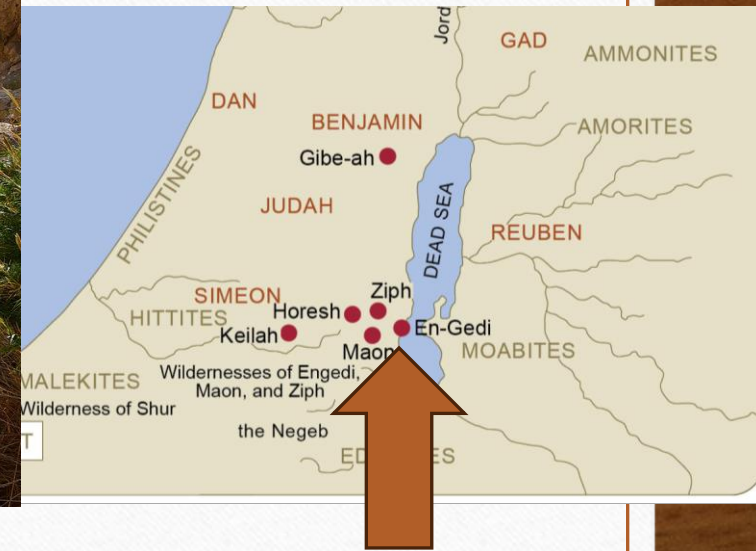 Jord
GAD
AMMONITES
DAN
BENJAMIN
AMORITES
Gibe-ah
PHILISTINES
JUDAH
DEAD SEA
REUBEN
SIMEON
Ziph
Horesh
HITTITES
En-Gedi
Keilah
Maon
MOABITES
Wildernesses of Engedi,
Maon, and Ziph
MALEKITES
Wilderness of Shur
the Negeb
T